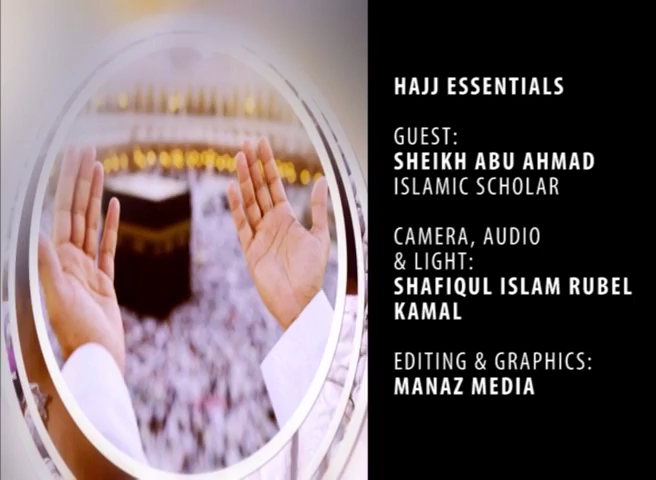 HAJJ ESSENTIALS
GUEST:
SHEIKH ABU AHMAD
ISLAMIC SCHOLAR
CAMERA, AUDIO
& LIGHT:
SHAFIQUL ISLAM RUBEL
KAMAL
EDITING & GRAPHICS:
MANAZ MEDIA